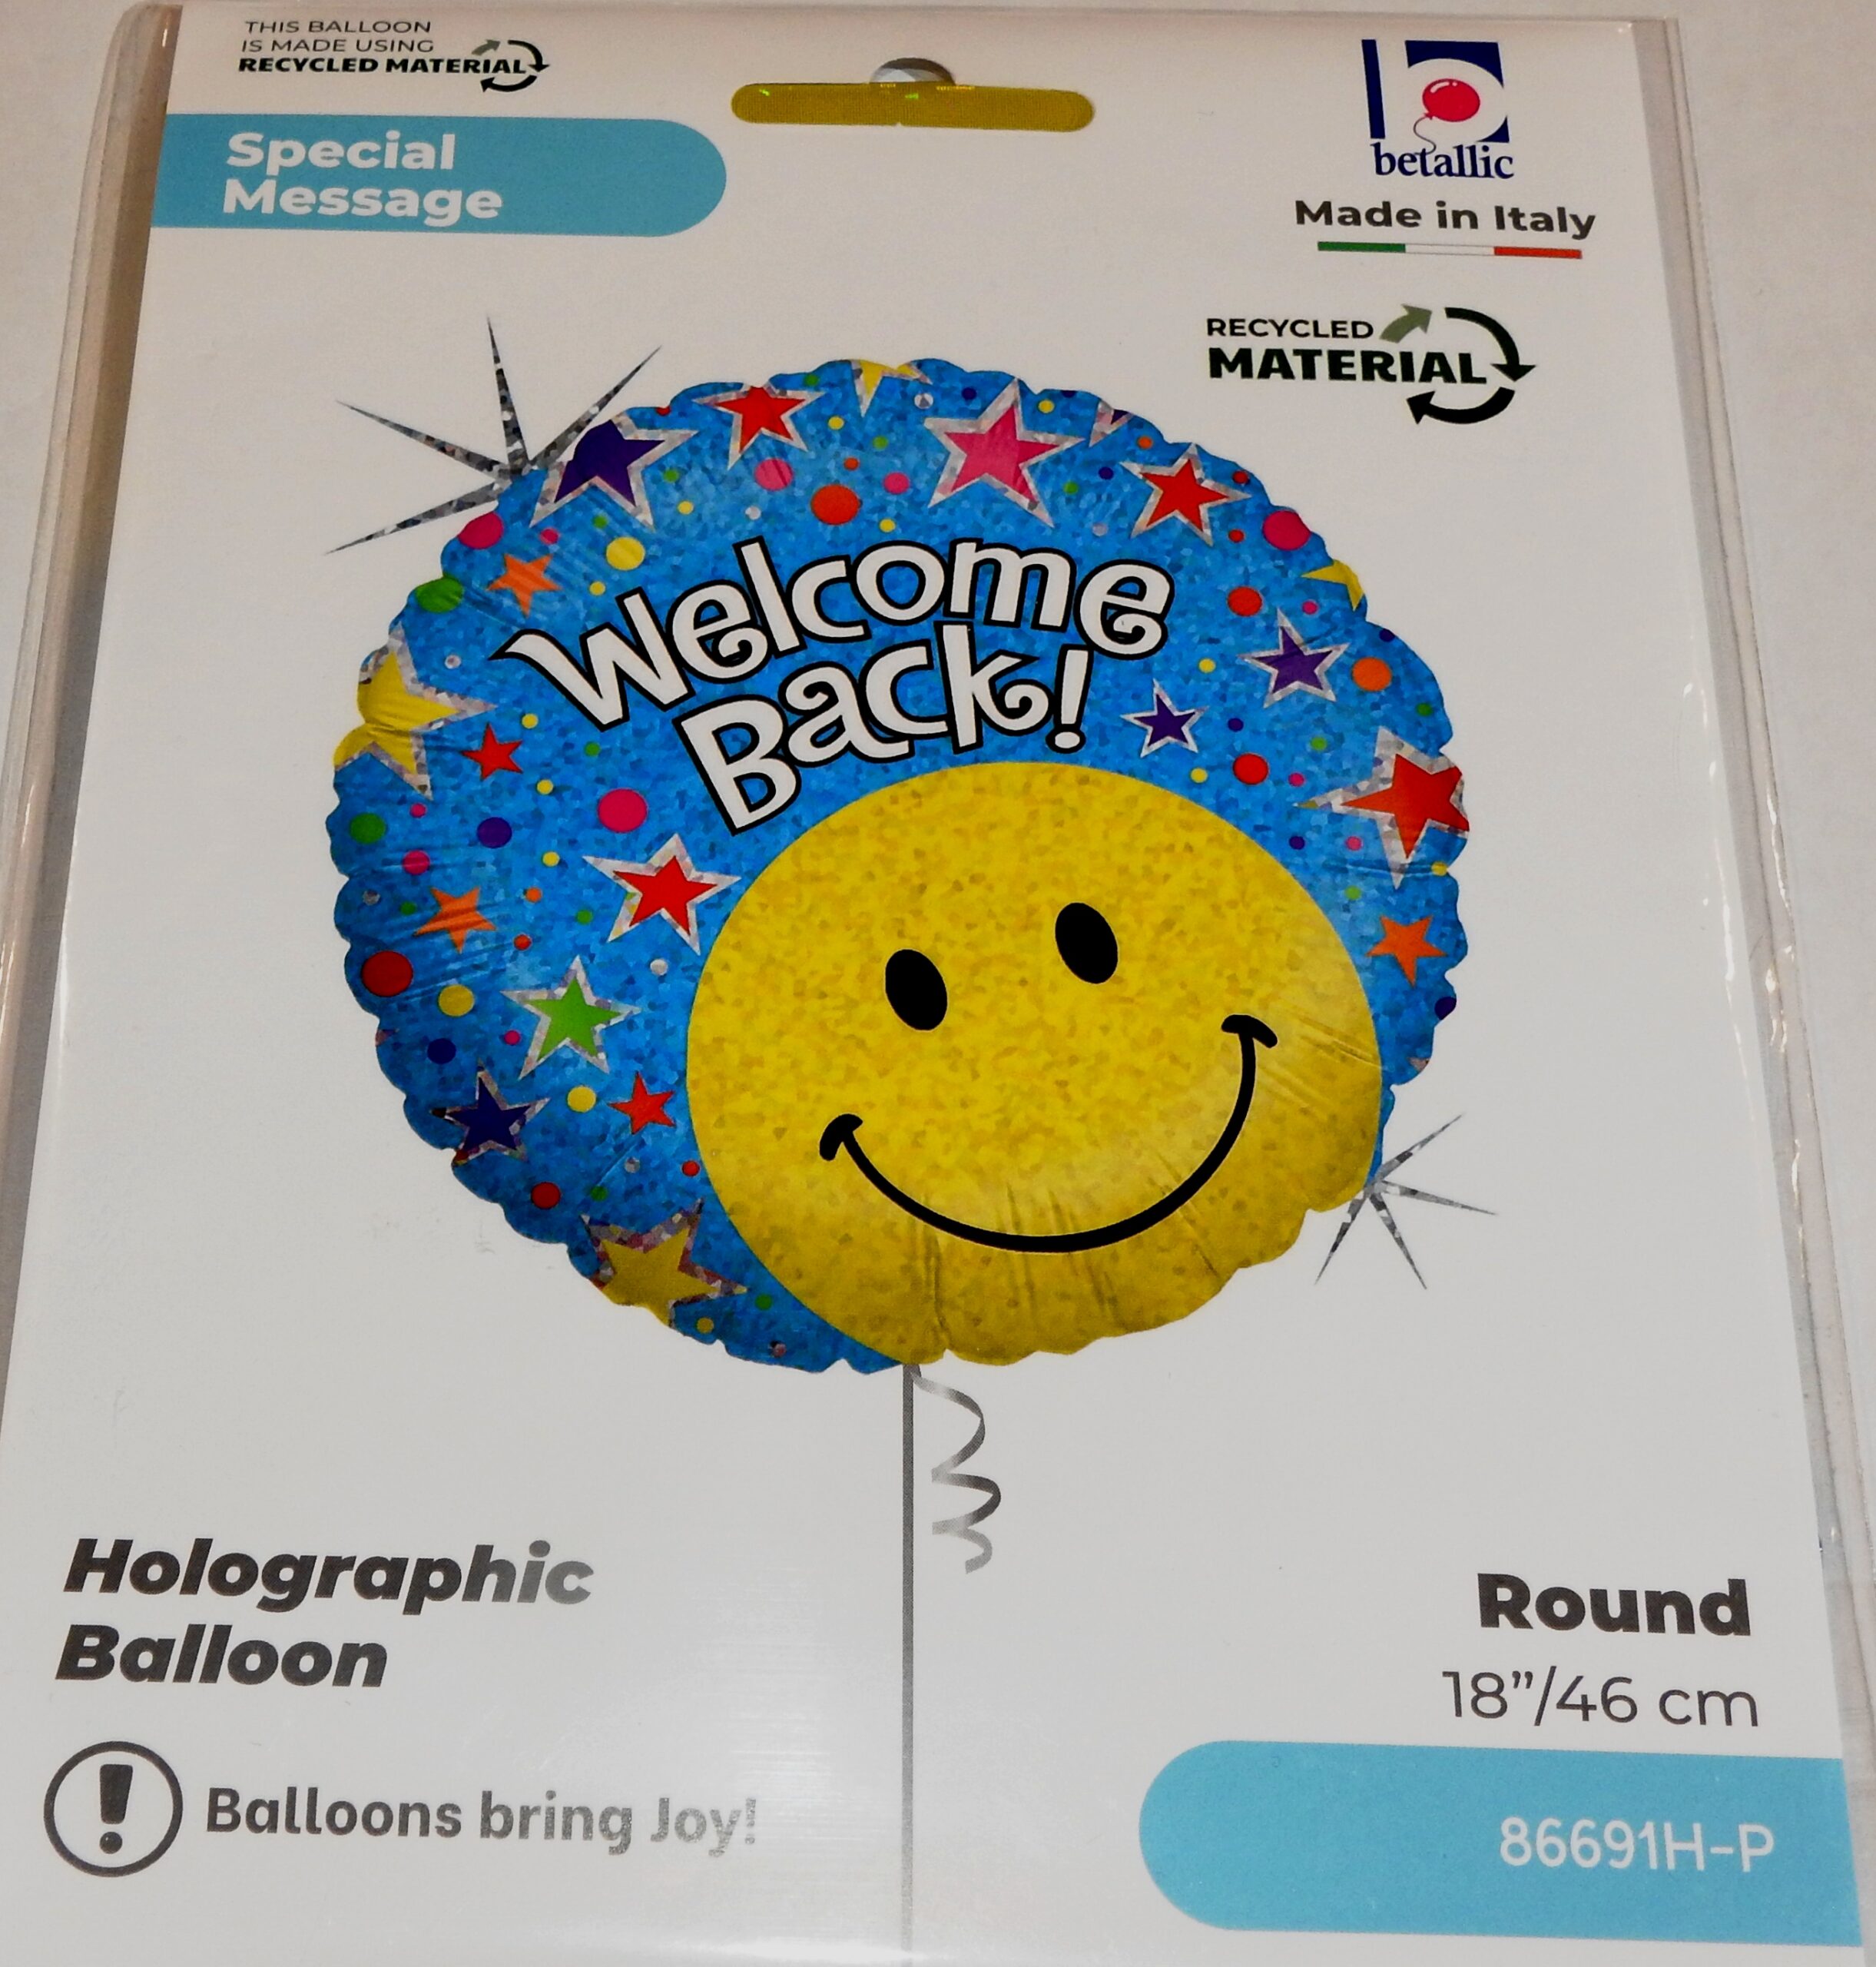 THIS BALLOON
IS MADE USING
RECYCLED MATERIAL
Special
Message
betallic
Made in Italy
RECYCLED
MATERIAL
Welcome
Back!
Holographic
Balloon
Balloons bring Joy!
Round
18”/46 cm
86691H-P